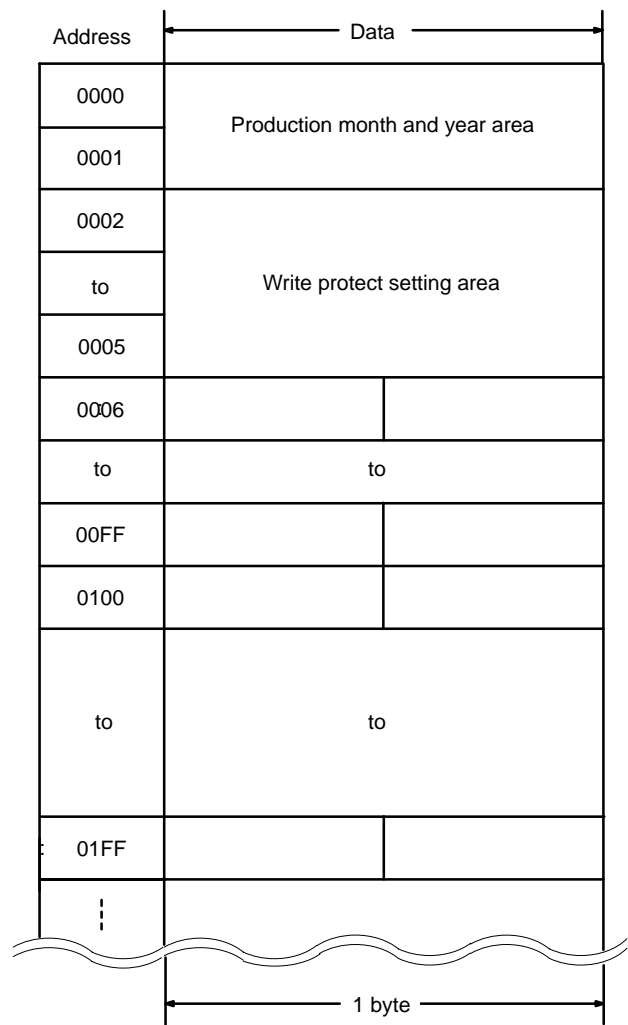 Address Data
0000
Production month and year area
0001
0002
to Write protect setting area
0005
0006
to to
00FF
0100
to to
01FF
1 byte